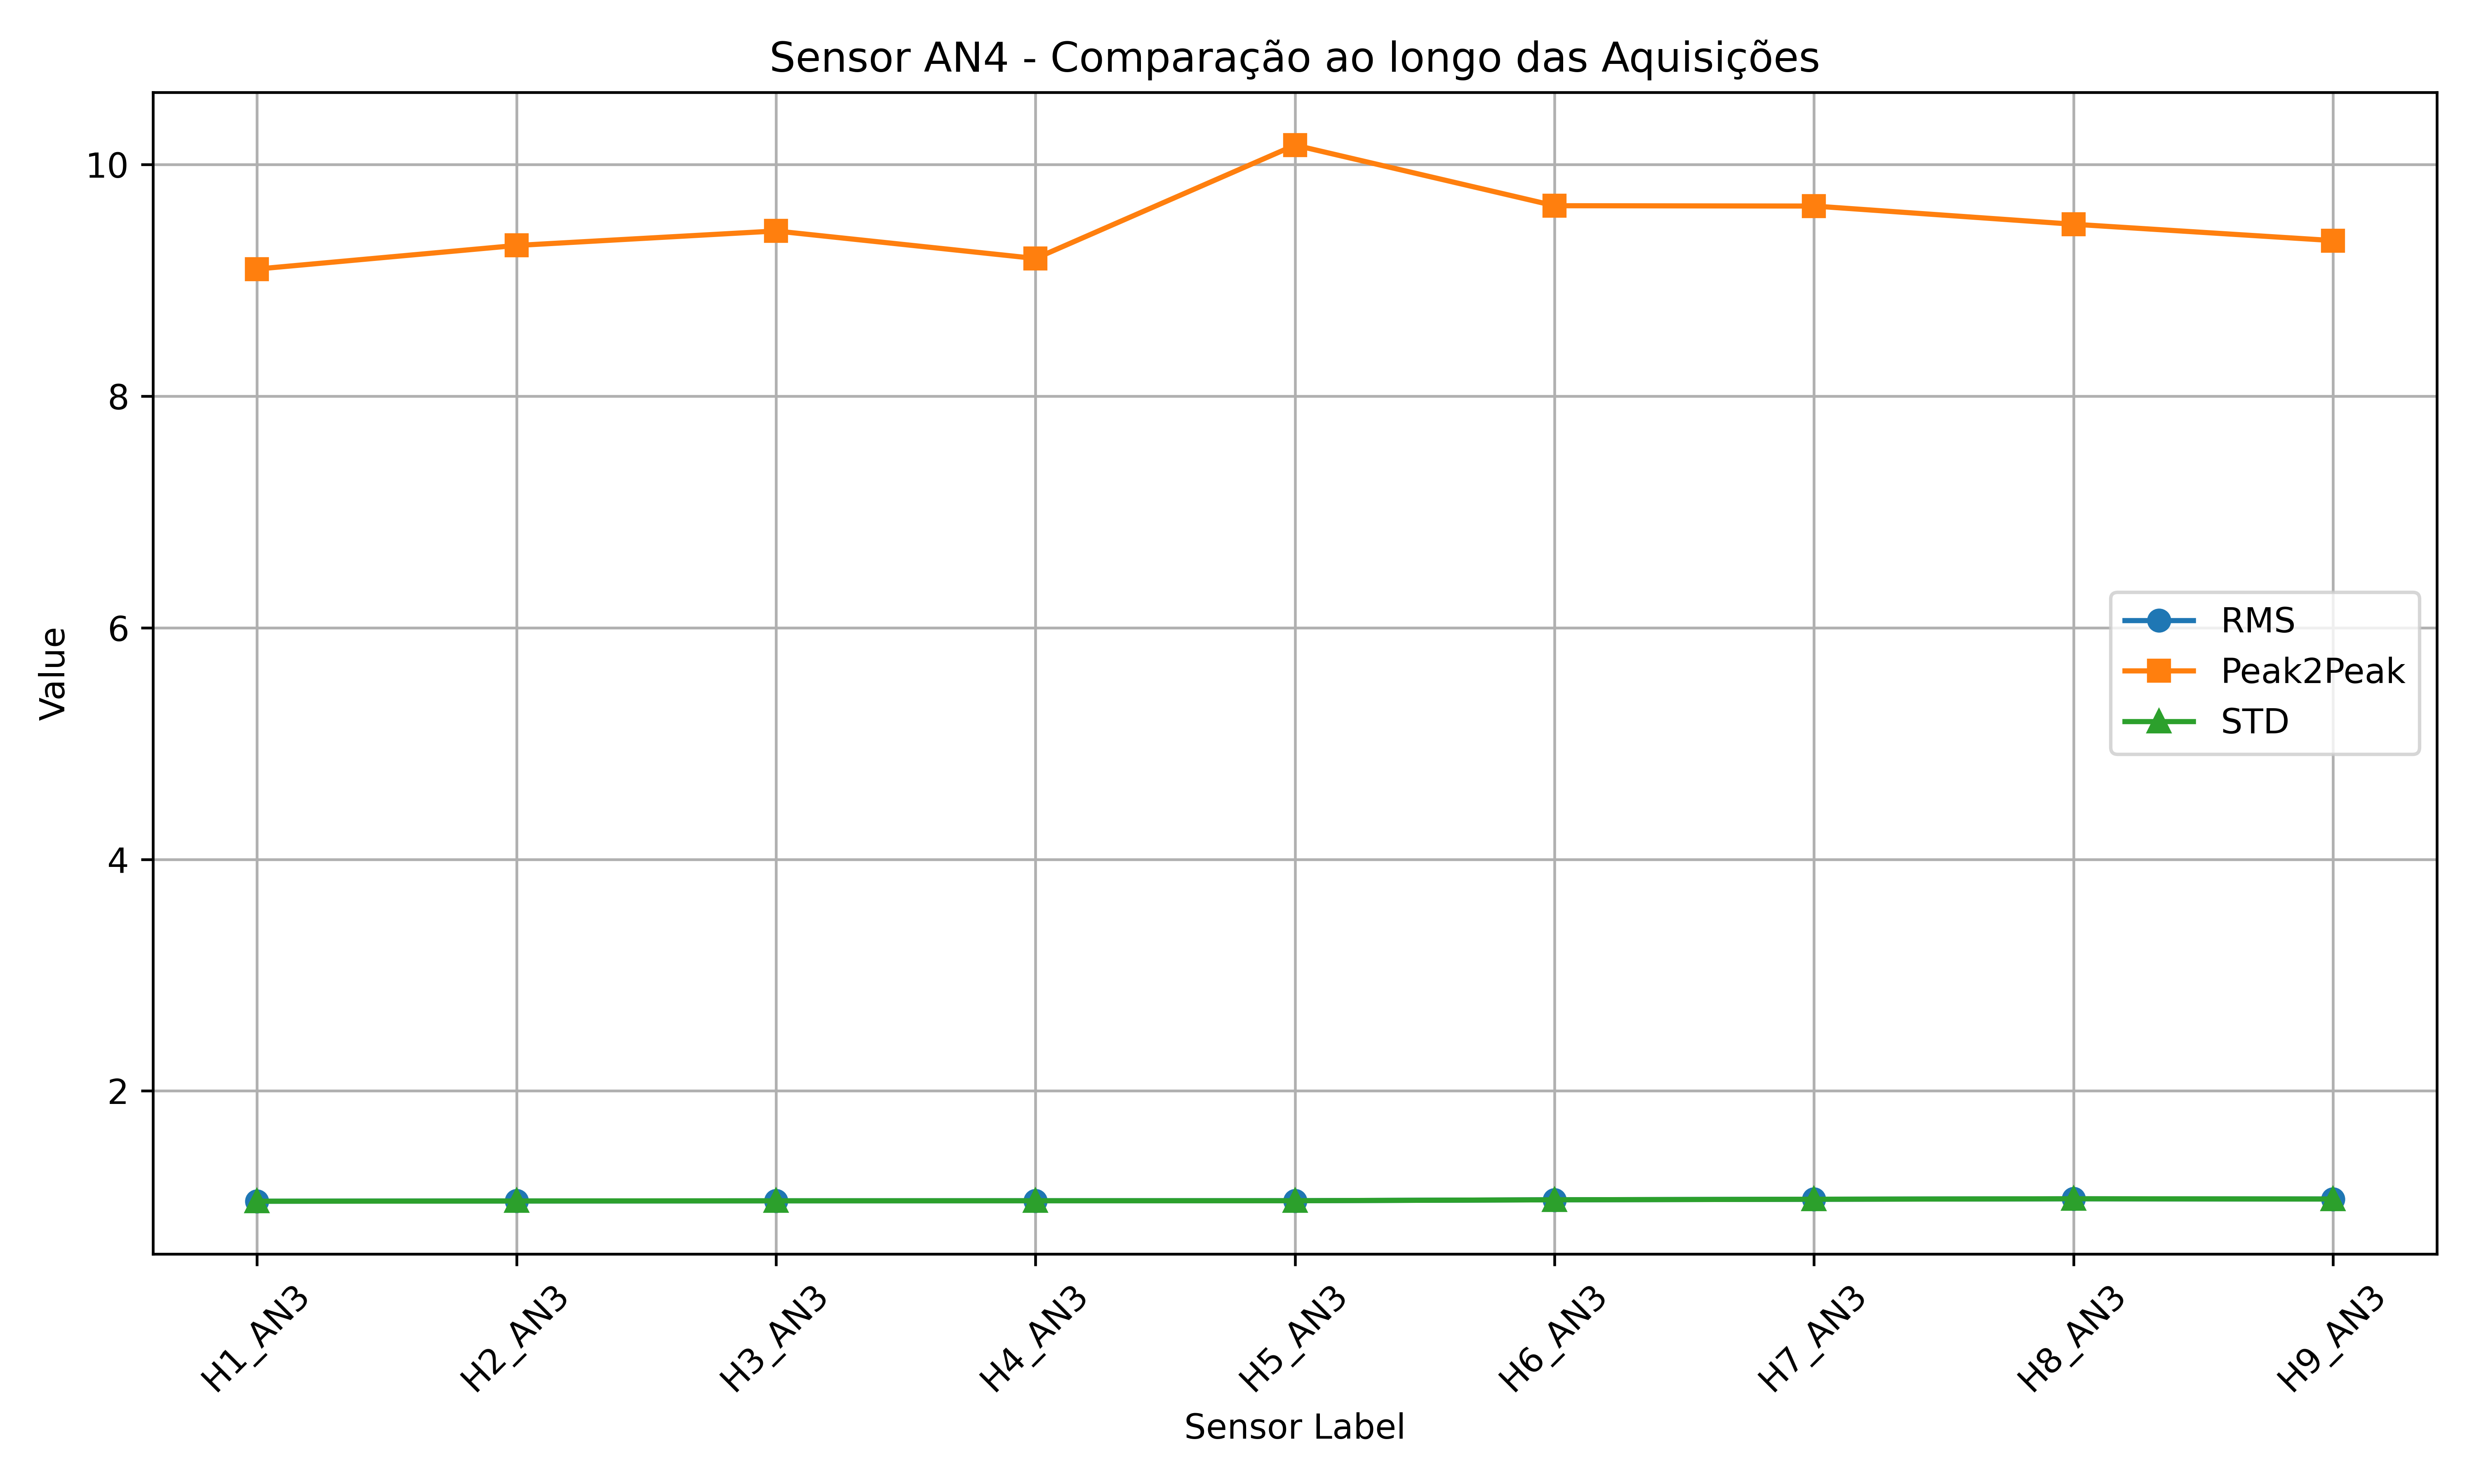 Sensor AN4 - Comparação ao longo das Aquisições
10
8
6
4
2
Value
RMS
Peak2Peak
STD
H1_AN3
H2_AN3
H3_AN3
H4_AN3
H5_AN3
H6_AN3
H7_AN3
H8_AN3
H9_AN3
Sensor Label